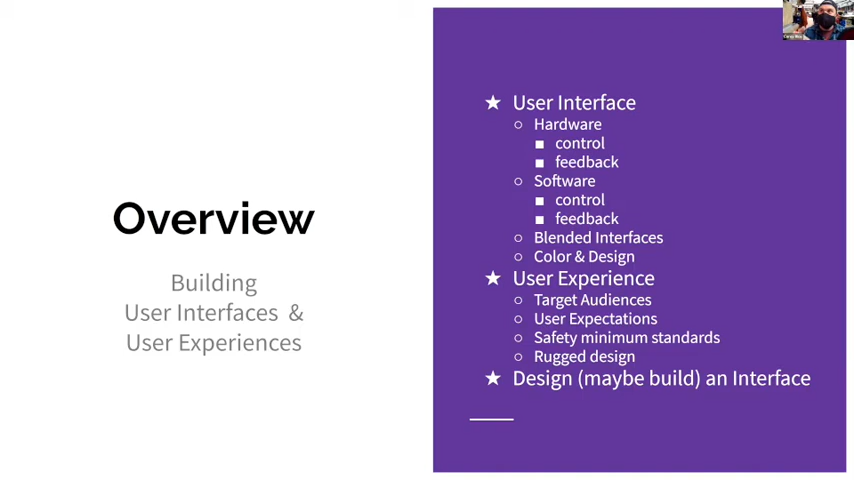 Overview
Building
User Interfaces &
User Experiences
★ User Interface
○ Hardware
■ control
■ feedback
○ Software
■ control
■ feedback
○ Blended Interfaces
○ Color & Design
★ User Experience
○ Target Audiences
○ User Expectations
○ Safety minimum standards
○ Rugged design
★ Design (maybe build) an Interface